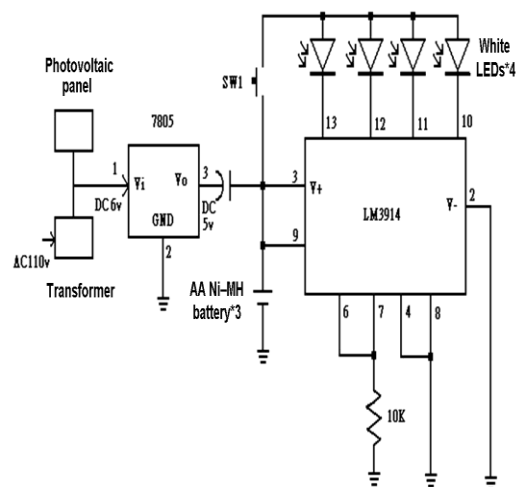 White
LEDs*4
Photovoltaic
panel
SW1
7805
13
12
11
10
1
Vi
Vo
3
3
V+
LM3914
V-
2
DC6v
GND
DC
5v
2
9
AC110v
Transformer
AA Ni–MH
battery*3
6
7
4
8
10K